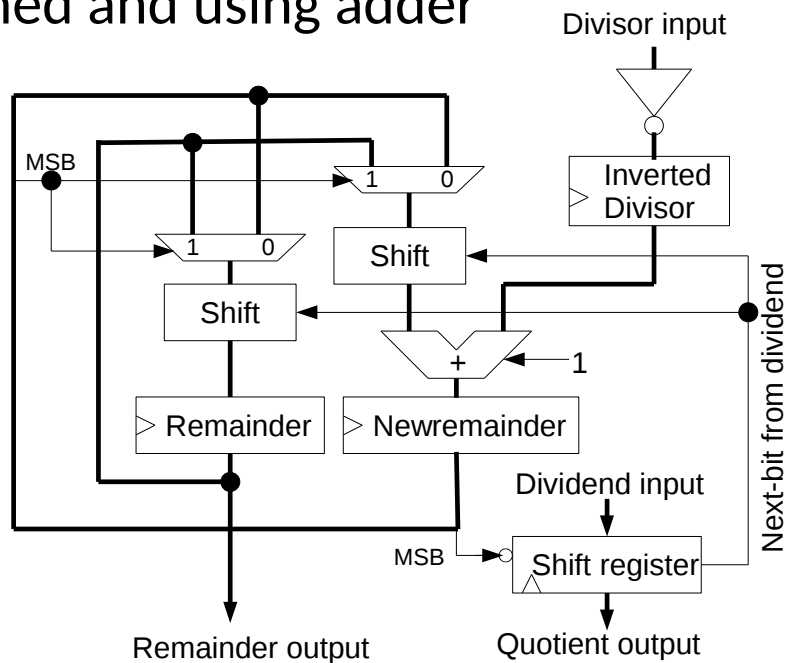 and using adder
Divisor input
MSB
1 0
Inverted
Divisor
1 0
Shift
Shift
+
1
Remainder
Newremainder
Next-bit from dividend
Dividend input
MSB
Shift register
Remainder output
Quotient output